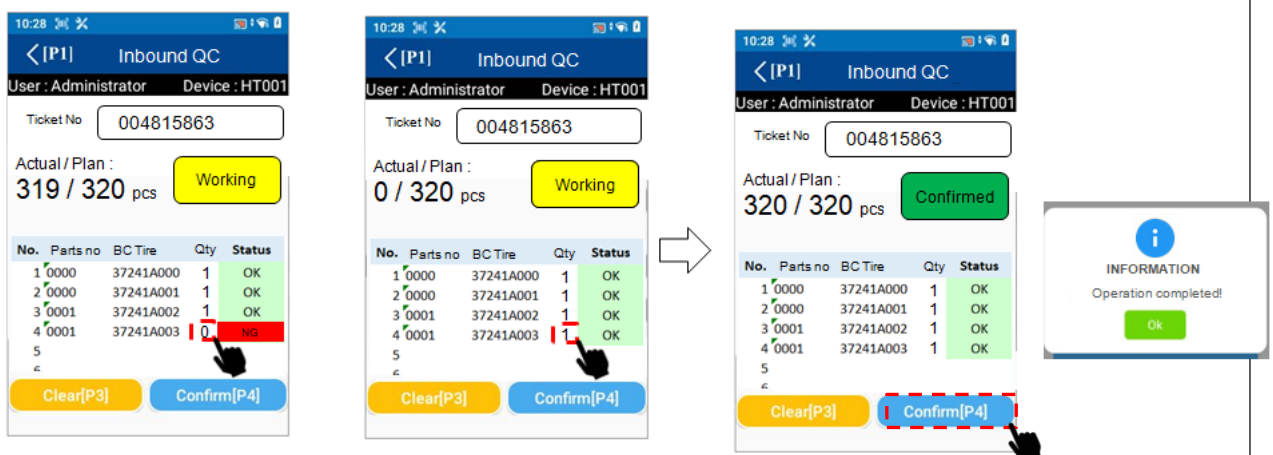 10:28
[P1] Inbound QC
User : Administrator Device : HT001
Ticket No 004815863
Actual / Plan :
319 / 320 pcs Working
No. Parts no BC Tire Qty Status
1 0000 37241A000 1 OK
2 0000 37241A001 1 OK
3 0001 37241A002 1 OK
4 0001 37241A003 0 NG
5
Clear[P3] Confirm[P4]
10:28
[P1] Inbound QC
User : Administrator Device : HT001
Ticket No 004815863
Actual / Plan :
0 / 320 pcs Working
No. Parts no BC Tire Qty Status
1 0000 37241A000 1 OK
2 0000 37241A001 1 OK
3 0001 37241A002 1 OK
4 0001 37241A003 1 OK
5
Clear[P3] Confirm[P4]
10:28
[P1] Inbound QC
User : Administrator Device : HT001
Ticket No 004815863
Actual / Plan :
320 / 320 pcs Confirmed
No. Parts no BC Tire Qty Status
1 0000 37241A000 1 OK
2 0000 37241A001 1 OK
3 0001 37241A002 1 OK
4 0001 37241A003 1 OK
5
Clear[P3] Confirm[P4]
INFORMATION
Operation completed!
Ok